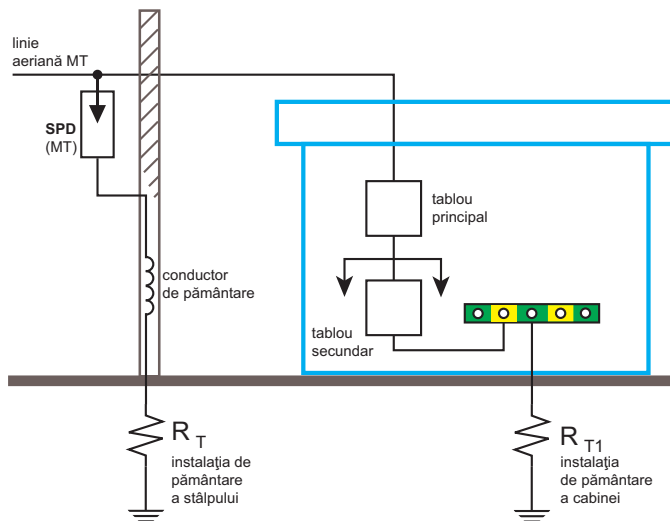 linie
aeriană MT
SPD
(MT)
tablou
principal
conductor
de pământare
tablou
secundar
R T
instalaţia de
pământare
a stâlpului
R T1
instalaţia
de pământare
a cabinei